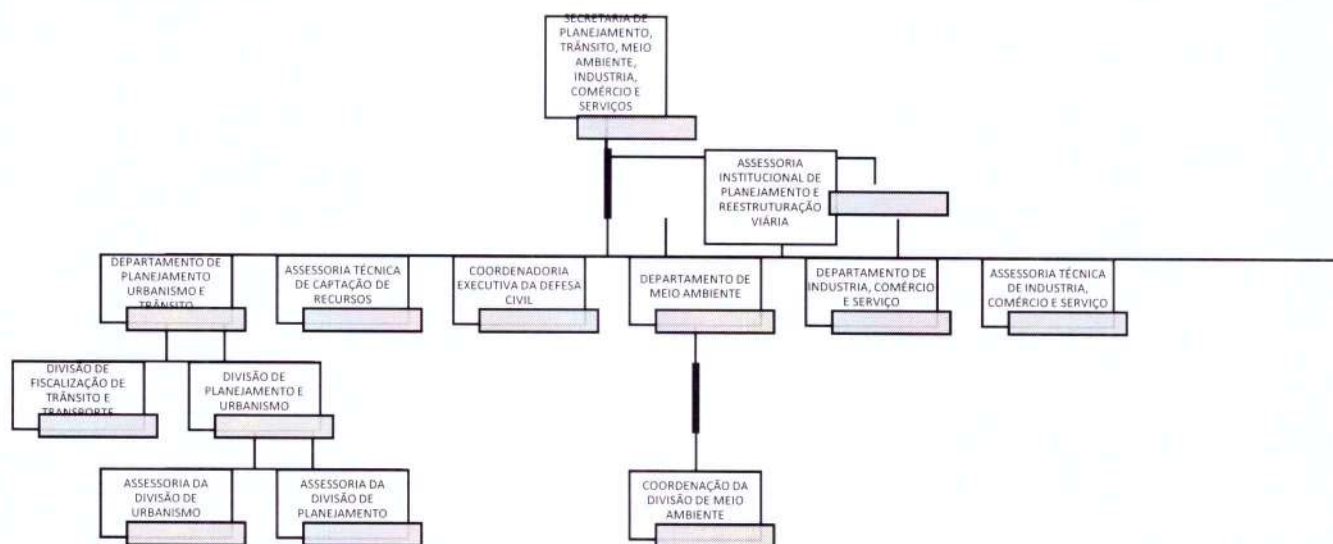 SECRETARIA DE
PLANEJAMENTO,
TRÂNSITO, MEIO
AMBIENTE,
INDUSTRIA,
COMÉRCIO E
SERVIÇOS
ASSESSORIA
INSTITUCIONAL DE
PLANEJAMENTO E
REESTRUTURAÇÃO
VIÁRIA
DEPARTAMENTO DE
PLANEJAMENTO
URBANISMO E
TRÂNSITO
ASSESSORIA TÉCNICA
DE CAPTAÇÃO DE
RECURSOS
COORDENADORIA
EXECUTIVA DA DEFESA
CIVIL
DEPARTAMENTO DE
MEIO AMBIENTE
DEPARTAMENTO DE
INDUSTRIA, COMÉRCIO
E SERVIÇO
ASSESSORIA TÉCNICA
DE INDUSTRIA,
COMÉRCIO E SERVIÇO
DIVISÃO DE
FISCALIZAÇÃO DE
TRÂNSITO E
TRANSPORTE
DIVISÃO DE
PLANEJAMENTO E
URBANISMO
ASSESSORIA DA
DIVISÃO DE
URBANISMO
ASSESSORIA DA
DIVISÃO DE
PLANEJAMENTO
COORDENAÇÃO DA
DIVISÃO DE MEIO
AMBIENTE